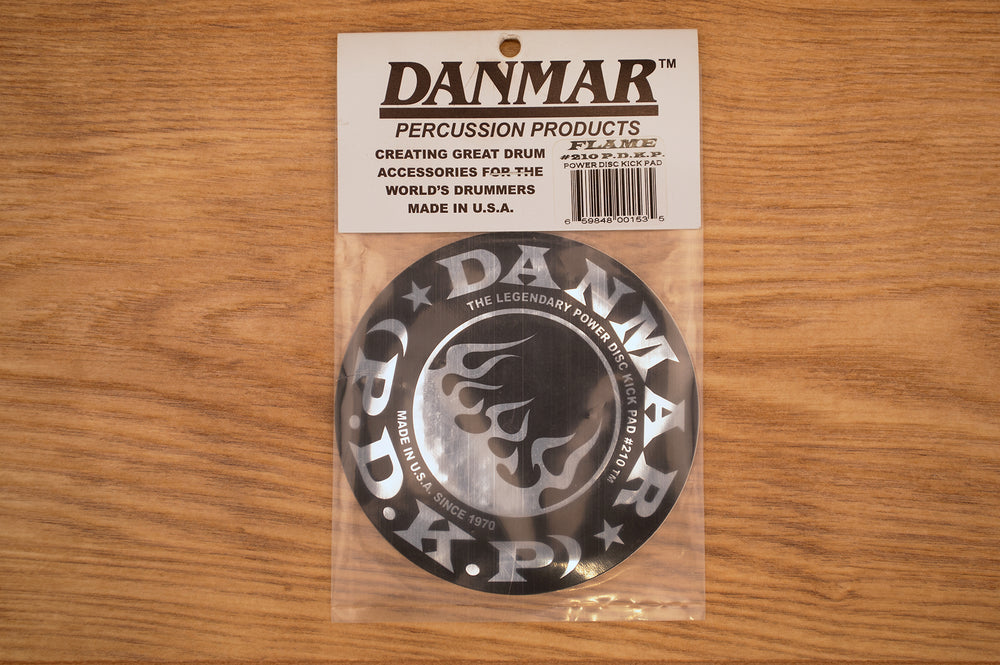 DANMAR™
PERCUSSION PRODUCTS
CREATING GREAT DRUM
ACCESSORIES FOR THE
WORLD'S DRUMMERS
MADE IN U.S.A.
FLAME
#210 P.D.K.P.
POWER DISC KICK PAD
6 59848 00153 5
★ DANMAR ★
THE LEGENDARY POWER DISC KICK PAD #210 ™
MADE IN U.S.A. SINCE 1970
(P.D.K.P)